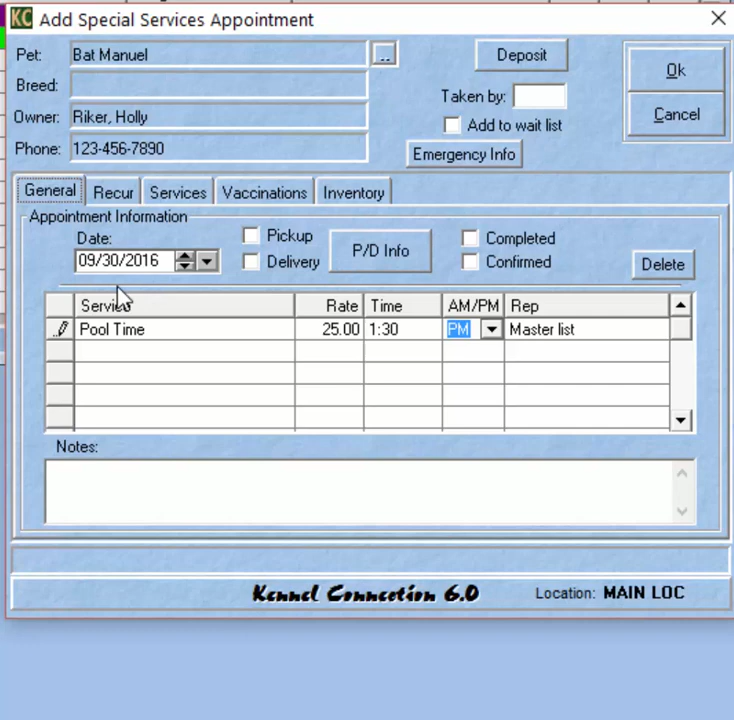 KC Add Special Services Appointment
Pet: Bat Manuel ..
Deposit
Ok
Breed:
Taken by:
Owner: Riker, Holly
Cancel
Add to wait list
Phone: 123-456-7890
Emergency Info
General Recur Services Vaccinations Inventory
Appointment Information
Date:
Pickup
Completed
09/30/2016
P/D Info
Delivery
Confirmed
Delete
Service Rate Time AM/PM Rep
Pool Time 25.00 1:30 PM Master list
Notes:
Kennel Connection 6.0 Location: MAIN LOC